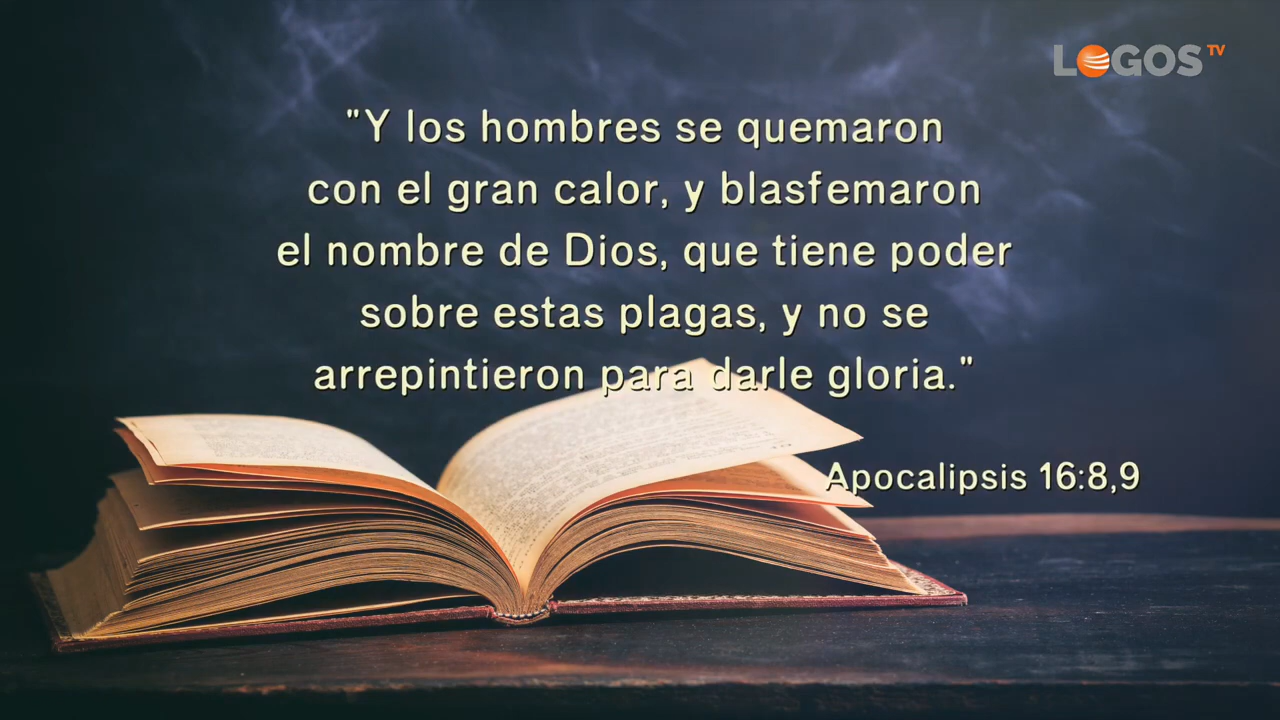 LOGOS TV
"Y los hombres se quemaron
con el gran calor, y blasfemaron
el nombre de Dios, que tiene poder
sobre estas plagas, y no se
arrepintieron para darle gloria."
Apocalipsis 16:8,9